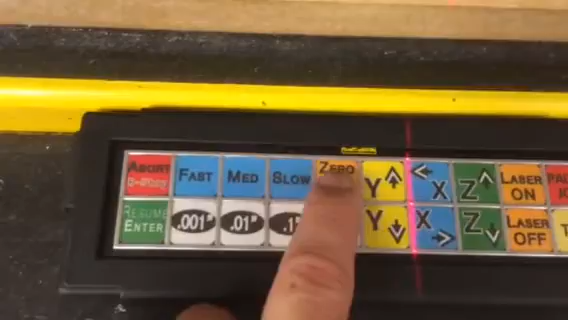 ABORT FAST MED SLOW ZERO Y X Z LASER ON
E-Stop
RESUME ENTER .001" .01" Y X Z LASER OFF